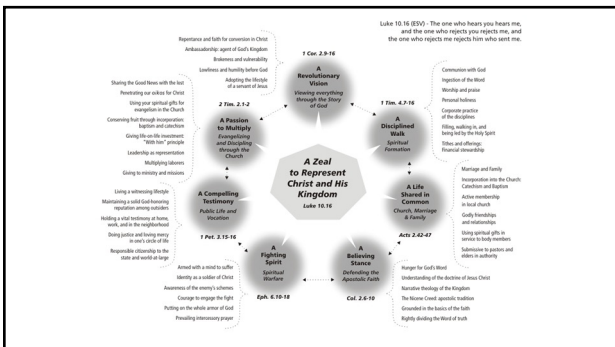 Luke 10.16 (ESV) - The one who hears you hears me,
and the one who rejects you rejects me, and
the one who rejects me rejects him who sent me.
Repentance and faith for conversion in Christ
Ambassadorship: agent of God's Kingdom
Brokeness and vulnerability
Lowliness and humility before God
Adopting the lifestyle
of a servant of Jesus
1 Cor. 2.9-16
A
Revolutionary
Vision
Viewing everything
through the Story
of God
Communion with God
Ingestion of the Word
Worship and praise
Personal holiness
Corporate practice
of the disciplines
Filling, walking in, and
being led by the Holy Spirit
Tithes and offerings:
Financial stewardship
1 Tim. 4.7-16
A
Disciplined
Walk
Spiritual
Formation
Marriage and Family
Incorporation into the Church:
Catechism and Baptism
Active membership
in local church
Godly friendships
and relationships
Using spiritual gifts in
service to body members
Submissive to pastors and
elders in authority
A Life
Shared in
Common
Church, Marriage
& Family
Acts 2.42-47
A
Believing
Stance
Defending the
Apostolic Faith
Col. 2.6-10
Hunger for God's Word
Understanding of the doctrine of Jesus Christ
Narrative theology of the Kingdom
The Nicene Creed: apostolic tradition
Grounded in the basics of the faith
Rightly dividing the Word of truth
A
Fighting
Spirit
Spiritual
Warfare
Eph. 6.10-18
Armed with a mind to suffer
Identity as a soldier of Christ
Awareness of the enemy's schemes
Courage to engage the fight
Putting on the whole armor of God
Prevailing intercessory prayer
A Compelling
Testimony
Public Life and
Vocation
1 Pet. 3.15-16
Living a witnessing lifestyle
Maintaining a solid God-honoring
reputation among outsiders
Holding a vital testimony at home,
work, and in the neighborhood
Doing justice and loving mercy
in one's circle of life
Responsible citizenship to the
state and world-at-large
2 Tim. 2.1-2
A Passion
to Multiply
Evangelizing
and Discipling
through the
Church
Sharing the Good News with the lost
Penetrating our oikos for Christ
Using your spiritual gifts for
evangelism in the Church
Conserving fruit through incorporation:
baptism and catechism
Giving life-on-life investment:
"With him" principle
Leadership as representation
Multiplying laborers
Giving to ministry and missions
A Zeal
to Represent
Christ and His
Kingdom
Luke 10.16